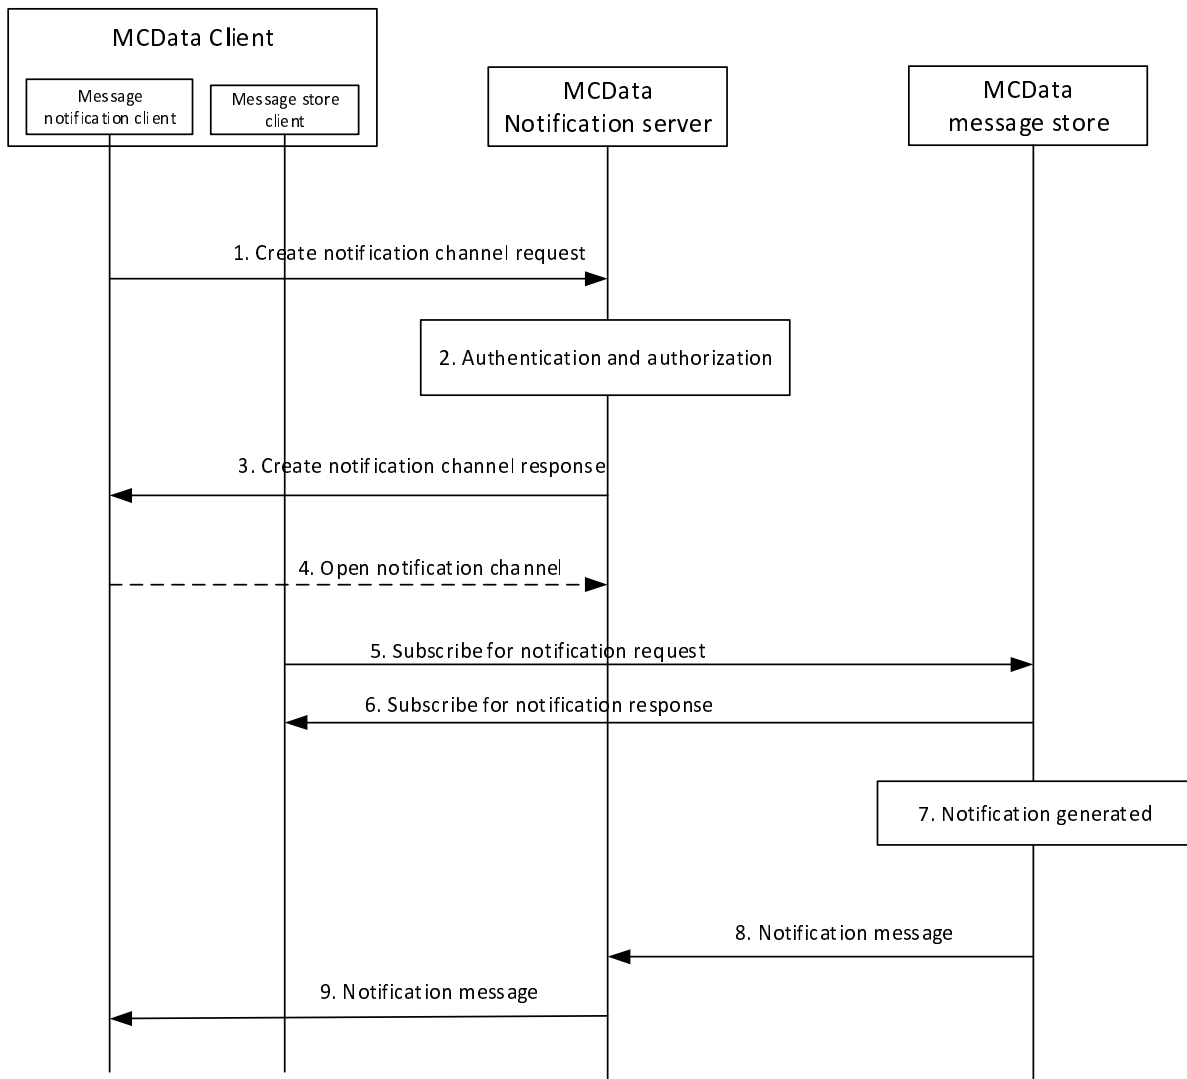 MCData Client
Message
notification client
Message store
client
MCData
Notification server
MCData
message store
1. Create notification channel request
2. Authentication and authorization
3. Create notification channel response
4. Open notification channel
5. Subscribe for notification request
6. Subscribe for notification response
7. Notification generated
8. Notification message
9. Notification message